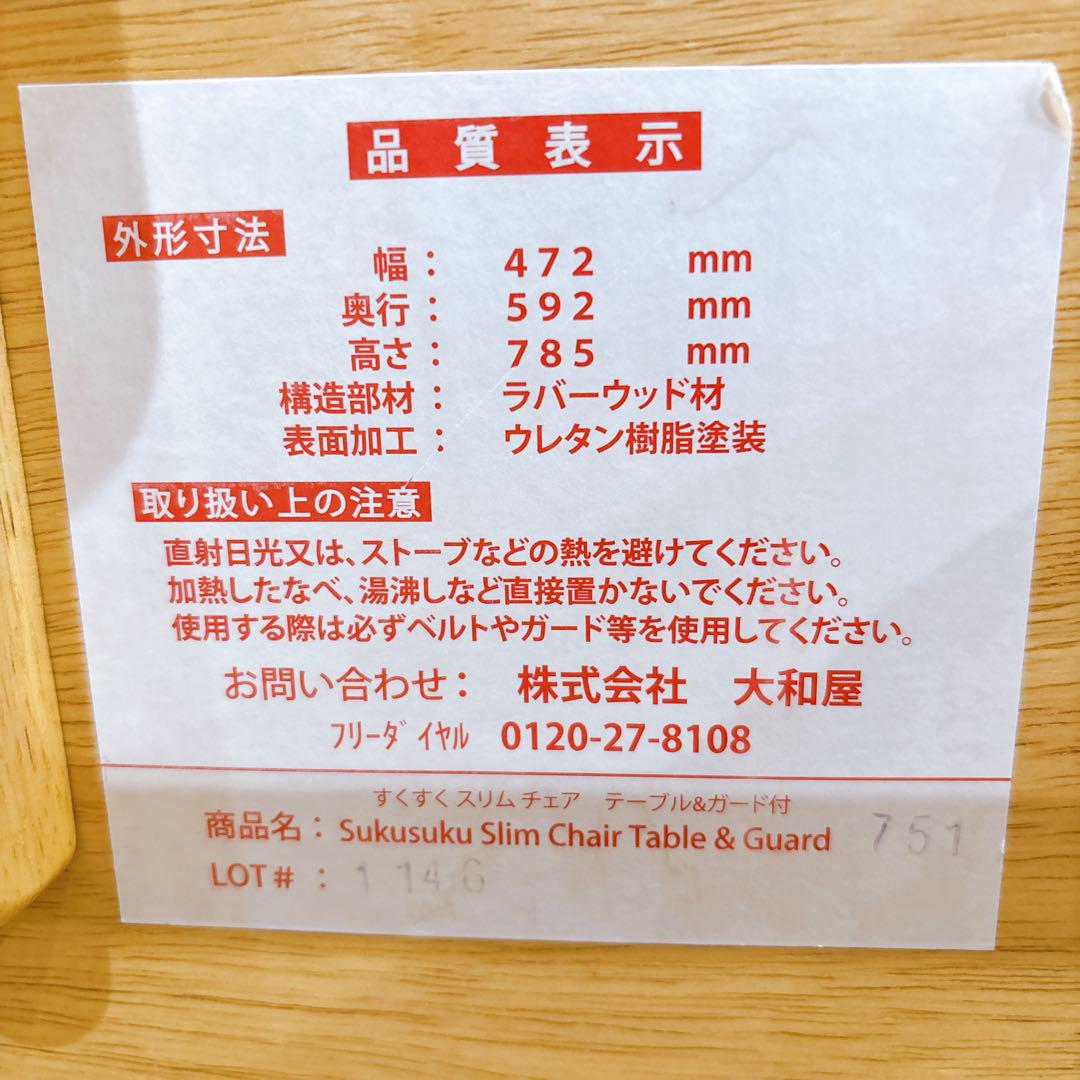 品質表示
外形寸法
幅： 472 mm
奥行： 592 mm
高さ： 785 mm
構造部材： ラバーウッド材
表面加工： ウレタン樹脂塗装
取り扱い上の注意
直射日光又は、ストーブなどの熱を避けてください。
加熱したなべ、湯沸しなど直接置かないでください。
使用する際は必ずベルトやガード等を使用してください。
お問い合わせ： 株式会社 大和屋
ﾌﾘｰﾀﾞｲﾔﾙ 0120-27-8108
すくすく スリム チェア テーブル&ガード付
商品名： Sukusuku Slim Chair Table & Guard 751
LOT＃ ： 1146